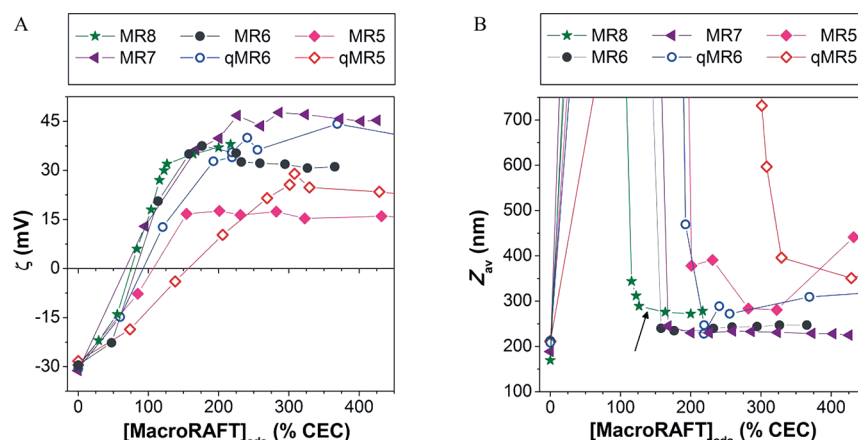 A
MR8 MR6 MR5
MR7 qMR6 qMR5
45
30
15
0
-15
-30
ζ (mV)
0 100 200 300 400
[MacroRAFT] (% CEC)
B
MR8 MR7 MR5
MR6 qMR6 qMR5
700
600
500
400
300
200
100
Zav (nm)
0 100 200 300 400
[MacroRAFT] (% CEC)